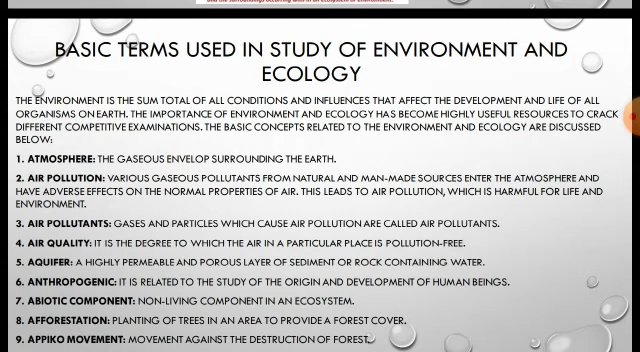 and the surroundings occurring with in an ecosystem or environment.
BASIC TERMS USED IN STUDY OF ENVIRONMENT AND
ECOLOGY
THE ENVIRONMENT IS THE SUM TOTAL OF ALL CONDITIONS AND INFLUENCES THAT AFFECT THE DEVELOPMENT AND LIFE OF ALL
ORGANISMS ON EARTH. THE IMPORTANCE OF ENVIRONMENT AND ECOLOGY HAS BECOME HIGHLY USEFUL RESOURCES TO CRACK
DIFFERENT COMPETITIVE EXAMINATIONS. THE BASIC CONCEPTS RELATED TO THE ENVIRONMENT AND ECOLOGY ARE DISCUSSED
BELOW:
1. ATMOSPHERE: THE GASEOUS ENVELOP SURROUNDING THE EARTH.
2. AIR POLLUTION: VARIOUS GASEOUS POLLUTANTS FROM NATURAL AND MAN-MADE SOURCES ENTER THE ATMOSPHERE AND
HAVE ADVERSE EFFECTS ON THE NORMAL PROPERTIES OF AIR. THIS LEADS TO AIR POLLUTION, WHICH IS HARMFUL FOR LIFE AND
ENVIRONMENT.
3. AIR POLLUTANTS: GASES AND PARTICLES WHICH CAUSE AIR POLLUTION ARE CALLED AIR POLLUTANTS.
4. AIR QUALITY: IT IS THE DEGREE TO WHICH THE AIR IN A PARTICULAR PLACE IS POLLUTION-FREE.
5. AQUIFER: A HIGHLY PERMEABLE AND POROUS LAYER OF SEDIMENT OR ROCK CONTAINING WATER.
6. ANTHROPOGENIC: IT IS RELATED TO THE STUDY OF THE ORIGIN AND DEVELOPMENT OF HUMAN BEINGS.
7. ABIOTIC COMPONENT: NON-LIVING COMPONENT IN AN ECOSYSTEM.
8. AFFORESTATION: PLANTING OF TREES IN AN AREA TO PROVIDE A FOREST COVER.
9. APPIKO MOVEMENT: MOVEMENT AGAINST THE DESTRUCTION OF FOREST.